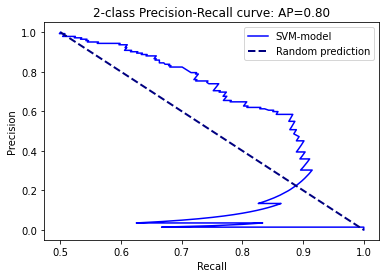 2-class Precision-Recall curve: AP=0.80
SVM-model
Random prediction
Precision
1.0
0.8
0.6
0.4
0.2
0.0
0.5
0.6
0.7
0.8
0.9
1.0
Recall